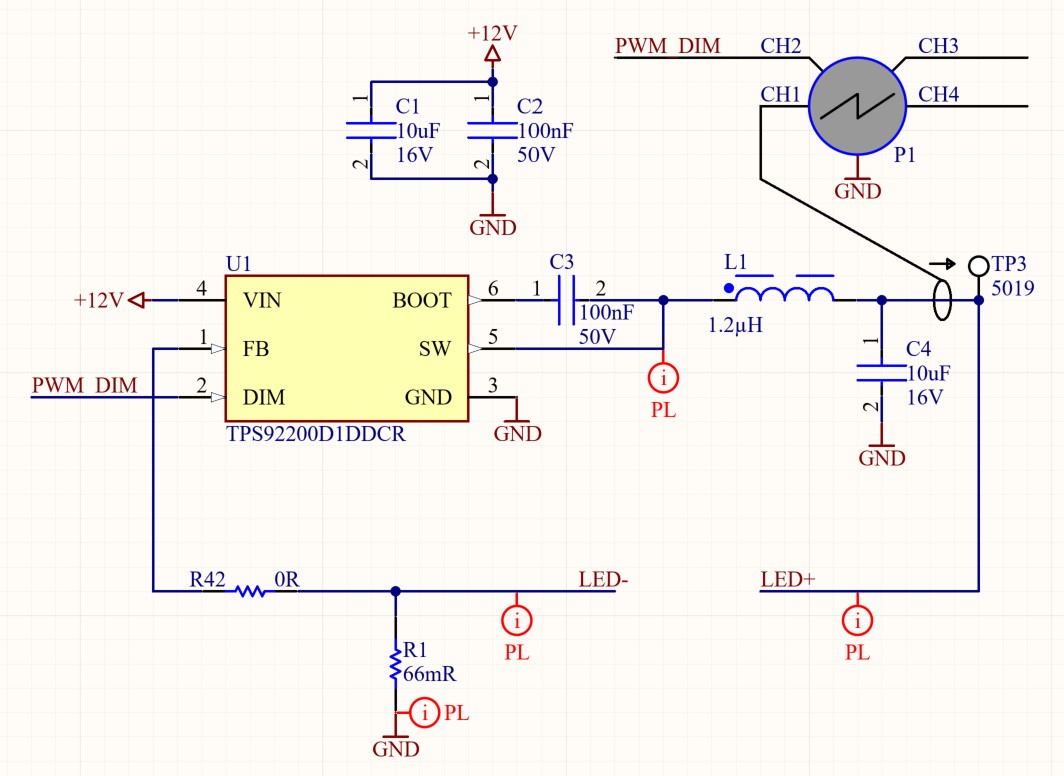 +12V
PWM_DIM
CH2
CH3
CH1
CH4
P1
GND
1
C1
10uF
16V
2
1
C2
100nF
50V
2
GND
U1
+12V
4
VIN
BOOT
6
1
FB
SW
5
PWM_DIM
2
DIM
GND
3
GND
TPS92200D1DDCR
C3
1
2
100nF
50V
i
PL
L1
1.2µH
TP3
5019
1
C4
10uF
16V
2
GND
R42
0R
LED-
i
PL
LED+
i
PL
R1
66mR
i
PL
GND